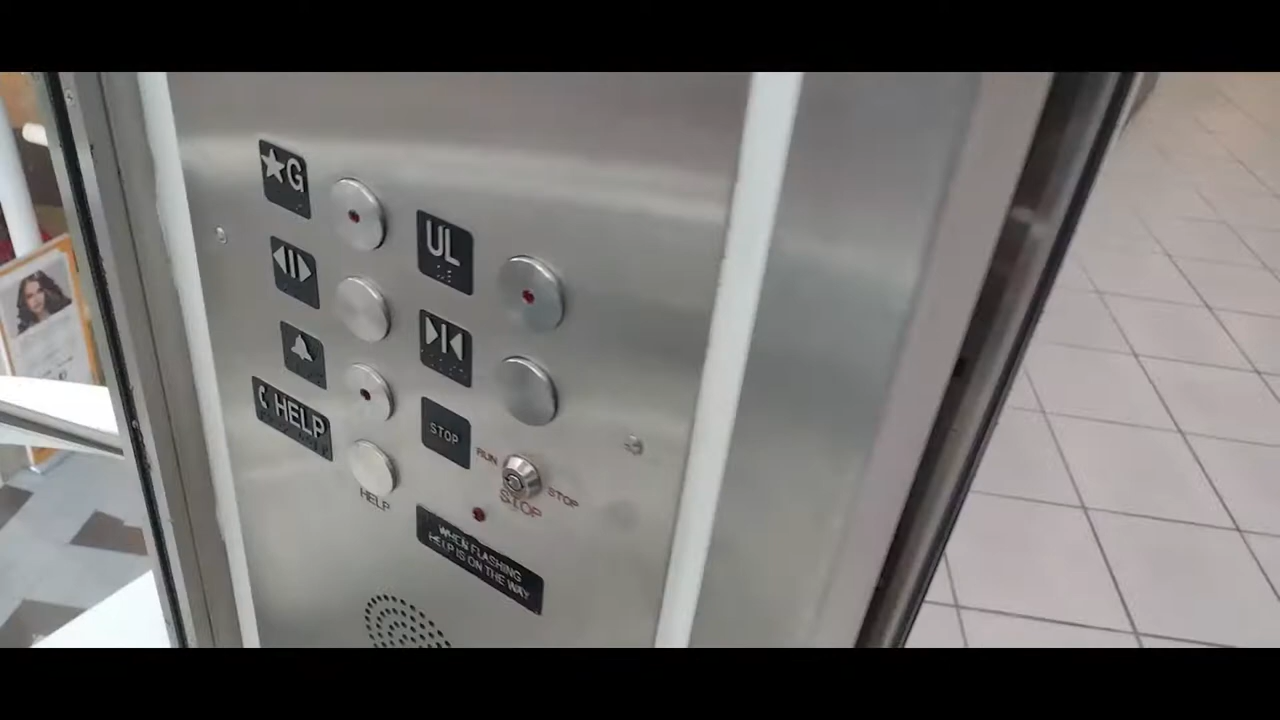 ★G
UL
HELP
STOP
RUN
STOP
STOP
HELP
WHEN FLASHING
HELP IS ON THE WAY